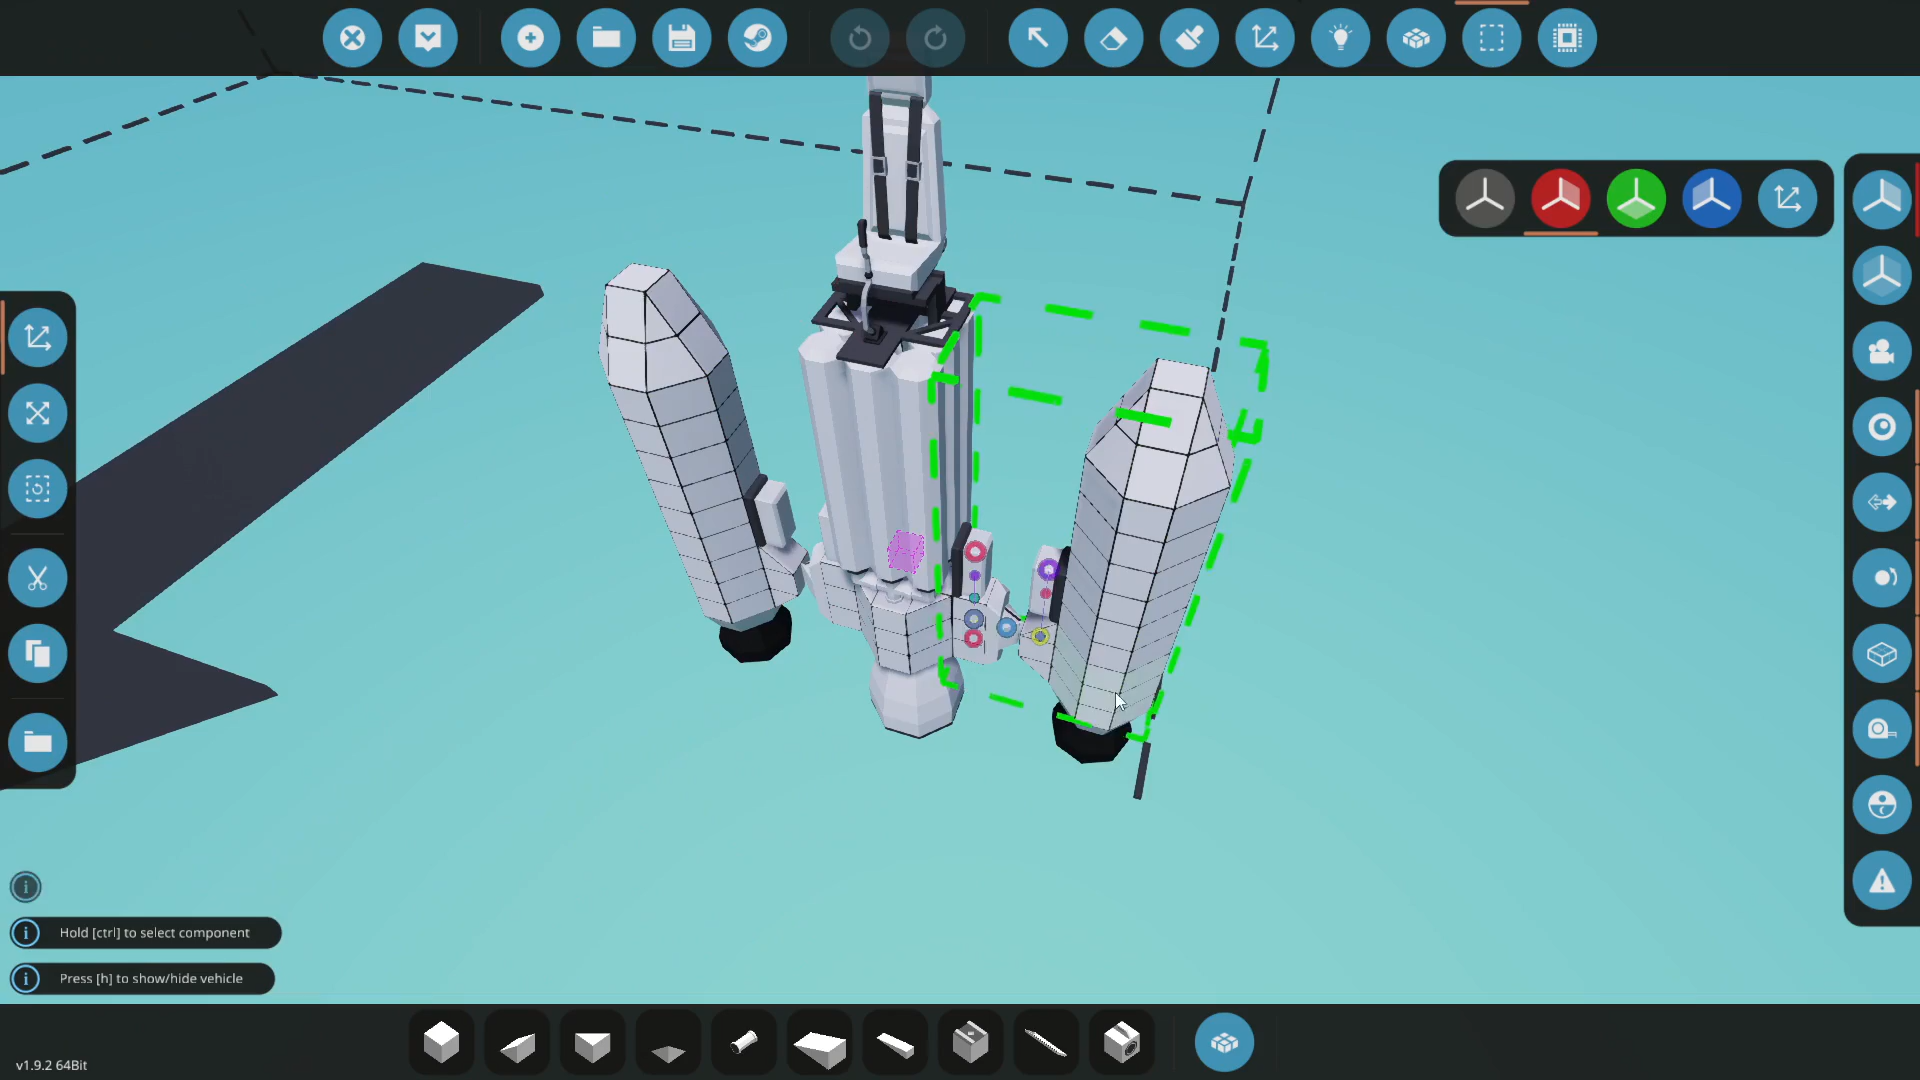 Hold [ctrl] to select component
Press [h] to show/hide vehicle
v1.9.2 64Bit